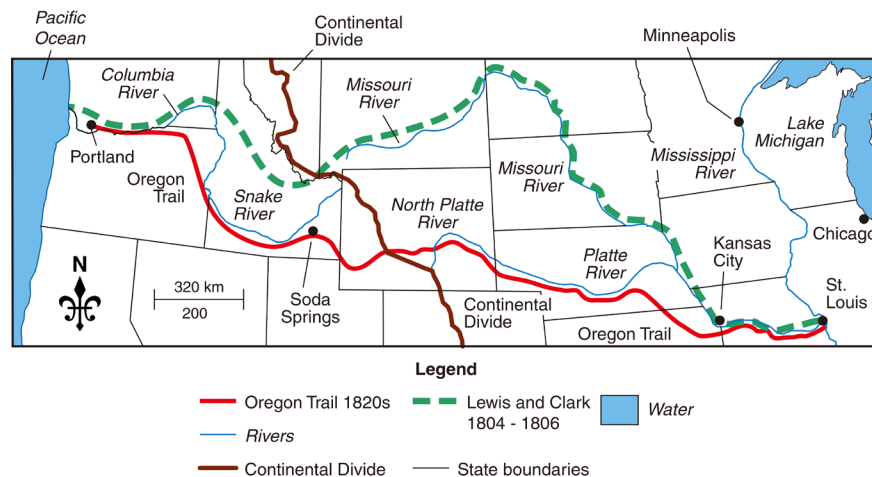 Pacific
Ocean
Continental
Divide
Minneapolis
Columbia
River
Missouri
River
Lake
Michigan
Portland
Mississippi
River
Missouri
River
Oregon
Trail
Snake
River
North Platte
River
Chicago
Kansas
City
Platte
River
N
320 km
200
Soda
Springs
Continental
Divide
St.
Louis
Oregon Trail
Legend
Oregon Trail 1820s
Lewis and Clark
1804 - 1806
Water
Rivers
Continental Divide
State boundaries